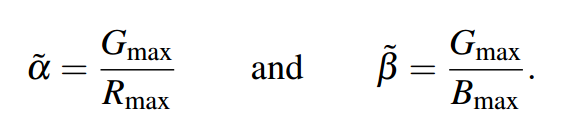 α̃ = G_max / R_max and β̃ = G_max / B_max.